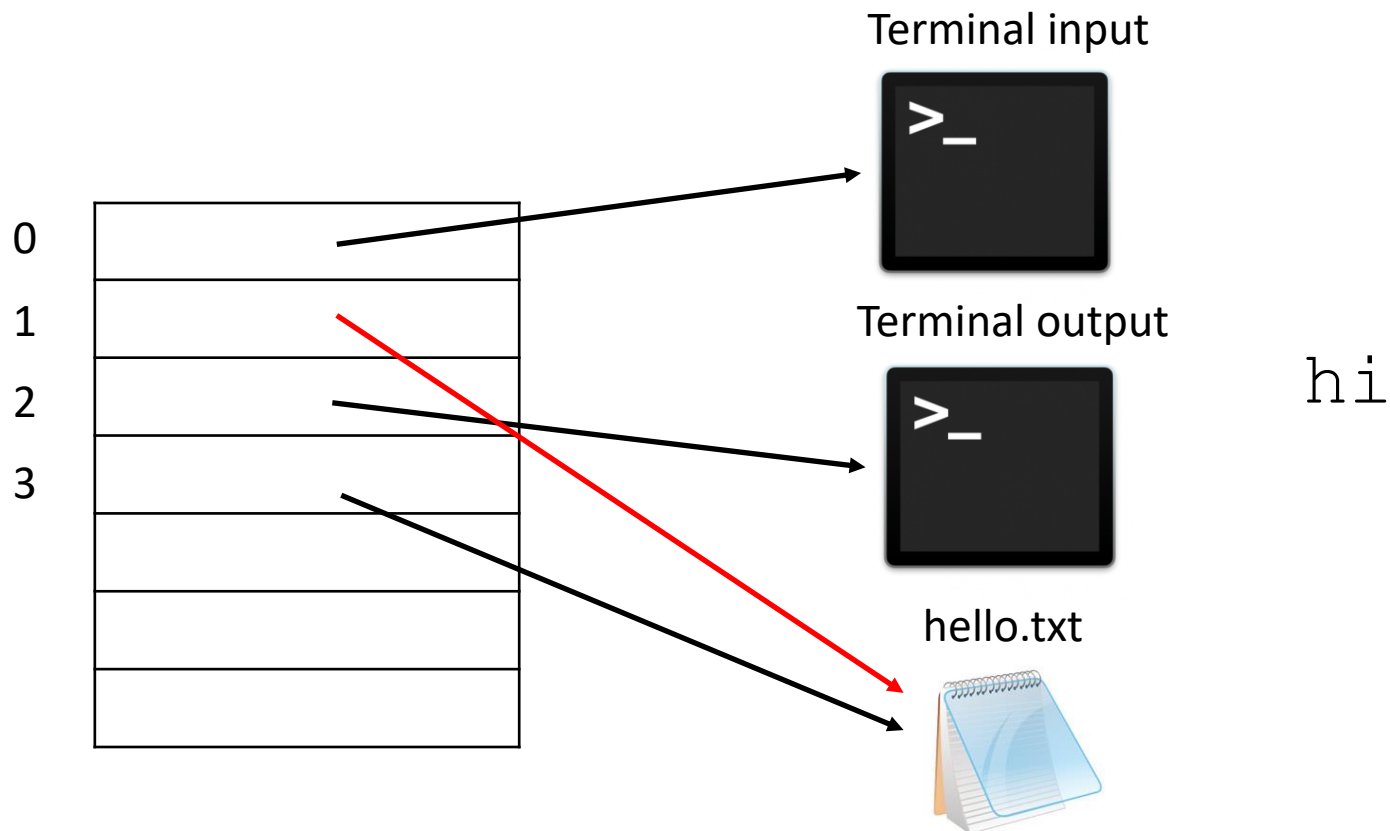 Terminal input
>_
0
1
Terminal output
hi
2
>_
3
hello.txt